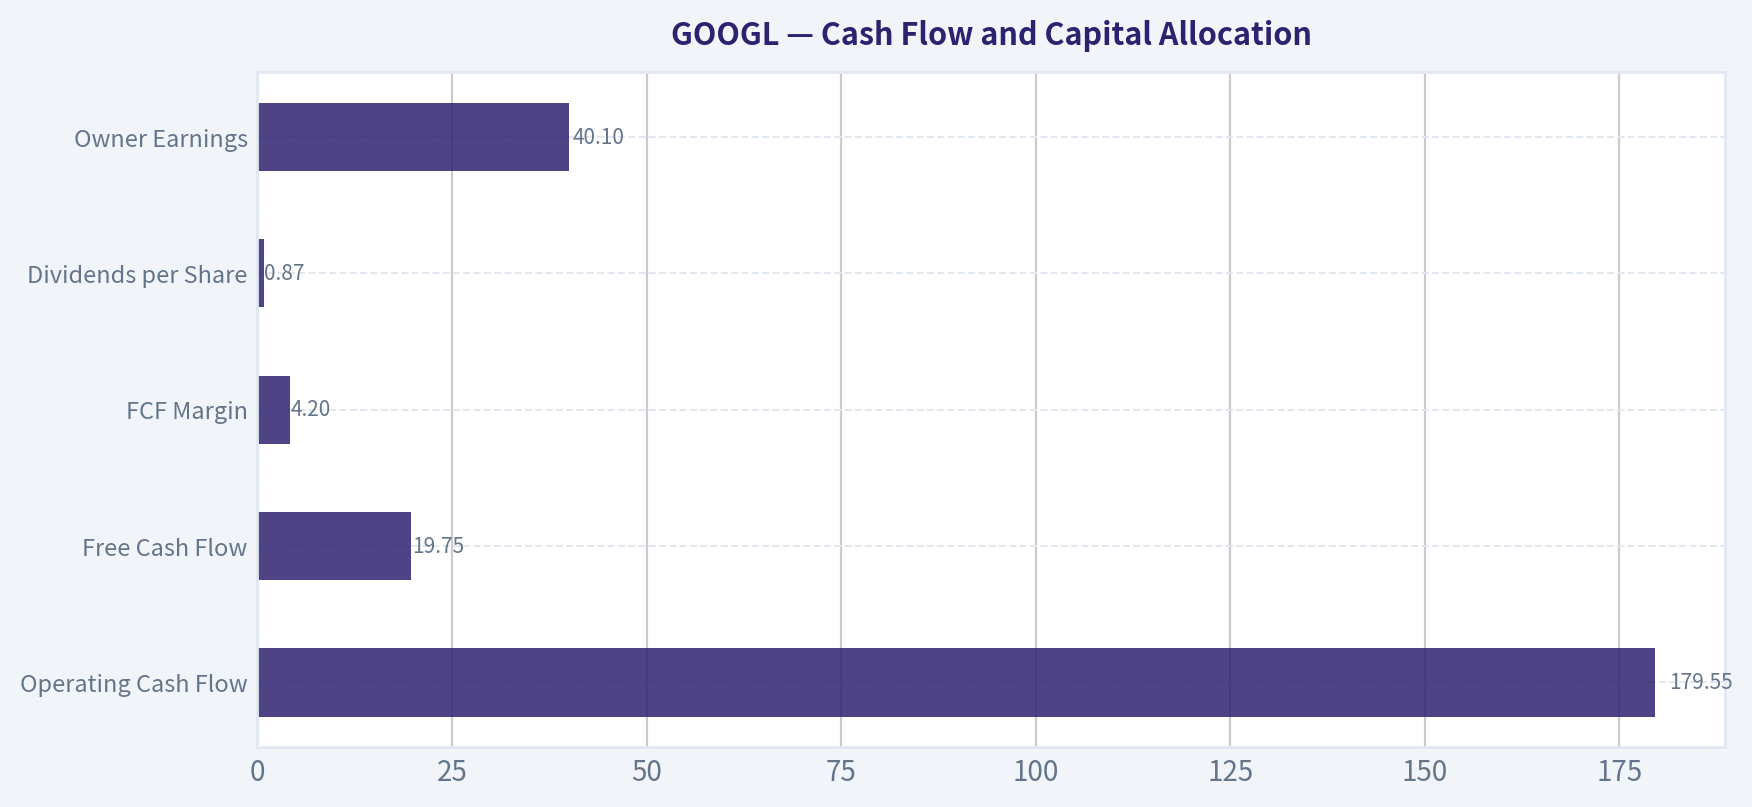 GOOGL — Cash Flow and Capital Allocation
Owner Earnings
40.10
Dividends per Share
0.87
FCF Margin
4.20
Free Cash Flow
19.75
Operating Cash Flow
179.55
0 25 50 75 100 125 150 175